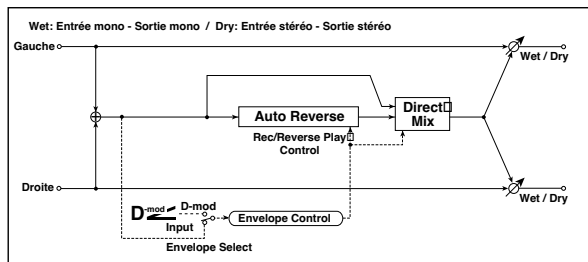 Wet: Entrée mono - Sortie mono / Dry: Entrée stéréo - Sortie stéréo
Gauche
Wet / Dry
Auto Reverse
Direct
Mix
Rec/Reverse Play
Control
Droite
Wet / Dry
D-mod
D-mod
Input
Envelope Control
Envelope Select